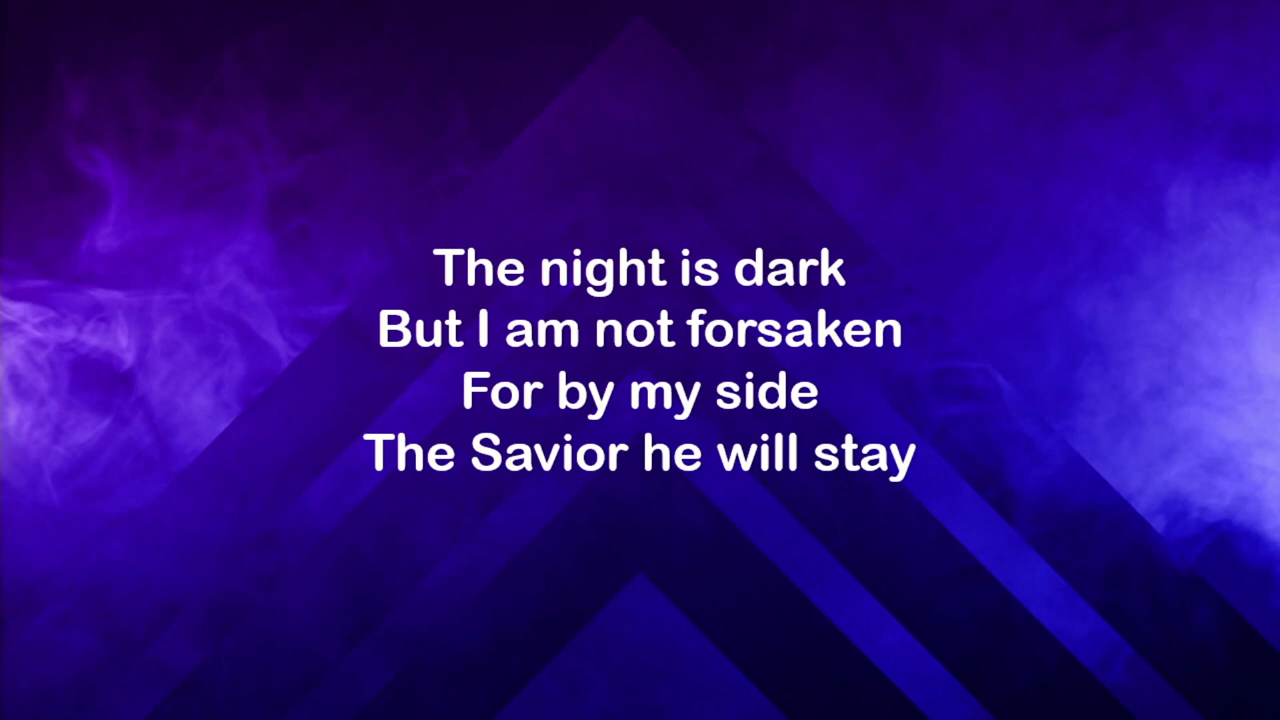 The night is dark
But I am not forsaken
For by my side
The Savior he will stay